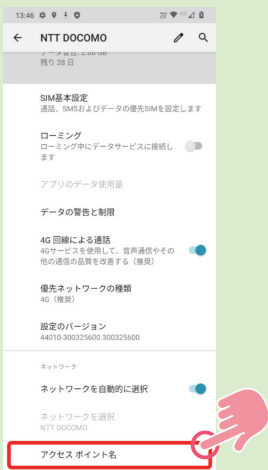 13:46
NTT DOCOMO
データ警告: 2.00 GB
残り 28 日
SIM基本設定
通話、SMSおよびデータの優先SIMを設定します
ローミング
ローミング中にデータサービスに接続し
ます
アプリのデータ使用量
データの警告と制限
4G 回線による通話
4Gサービスを使用して、音声通信やその
他の通信の品質を改善する（推奨）
優先ネットワークの種類
4G（推奨）
設定のバージョン
44010-300325600.300325600
ネットワーク
ネットワークを自動的に選択
ネットワークを選択
NTT DOCOMO
アクセス ポイント名